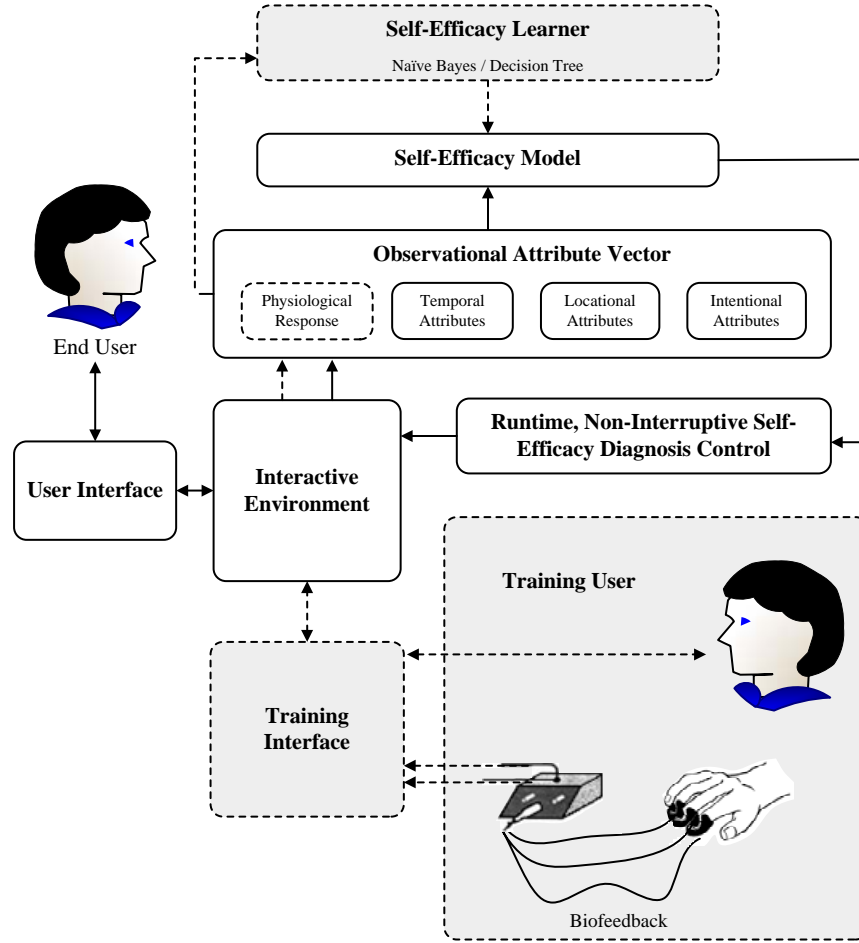 Self-Efficacy Learner
Naïve Bayes / Decision Tree
Self-Efficacy Model
Observational Attribute Vector
Physiological
Response
Temporal
Attributes
Locational
Attributes
Intentional
Attributes
End User
User Interface
Interactive
Environment
Runtime, Non-Interruptive Self-
Efficacy Diagnosis Control
Training User
Training
Interface
Biofeedback